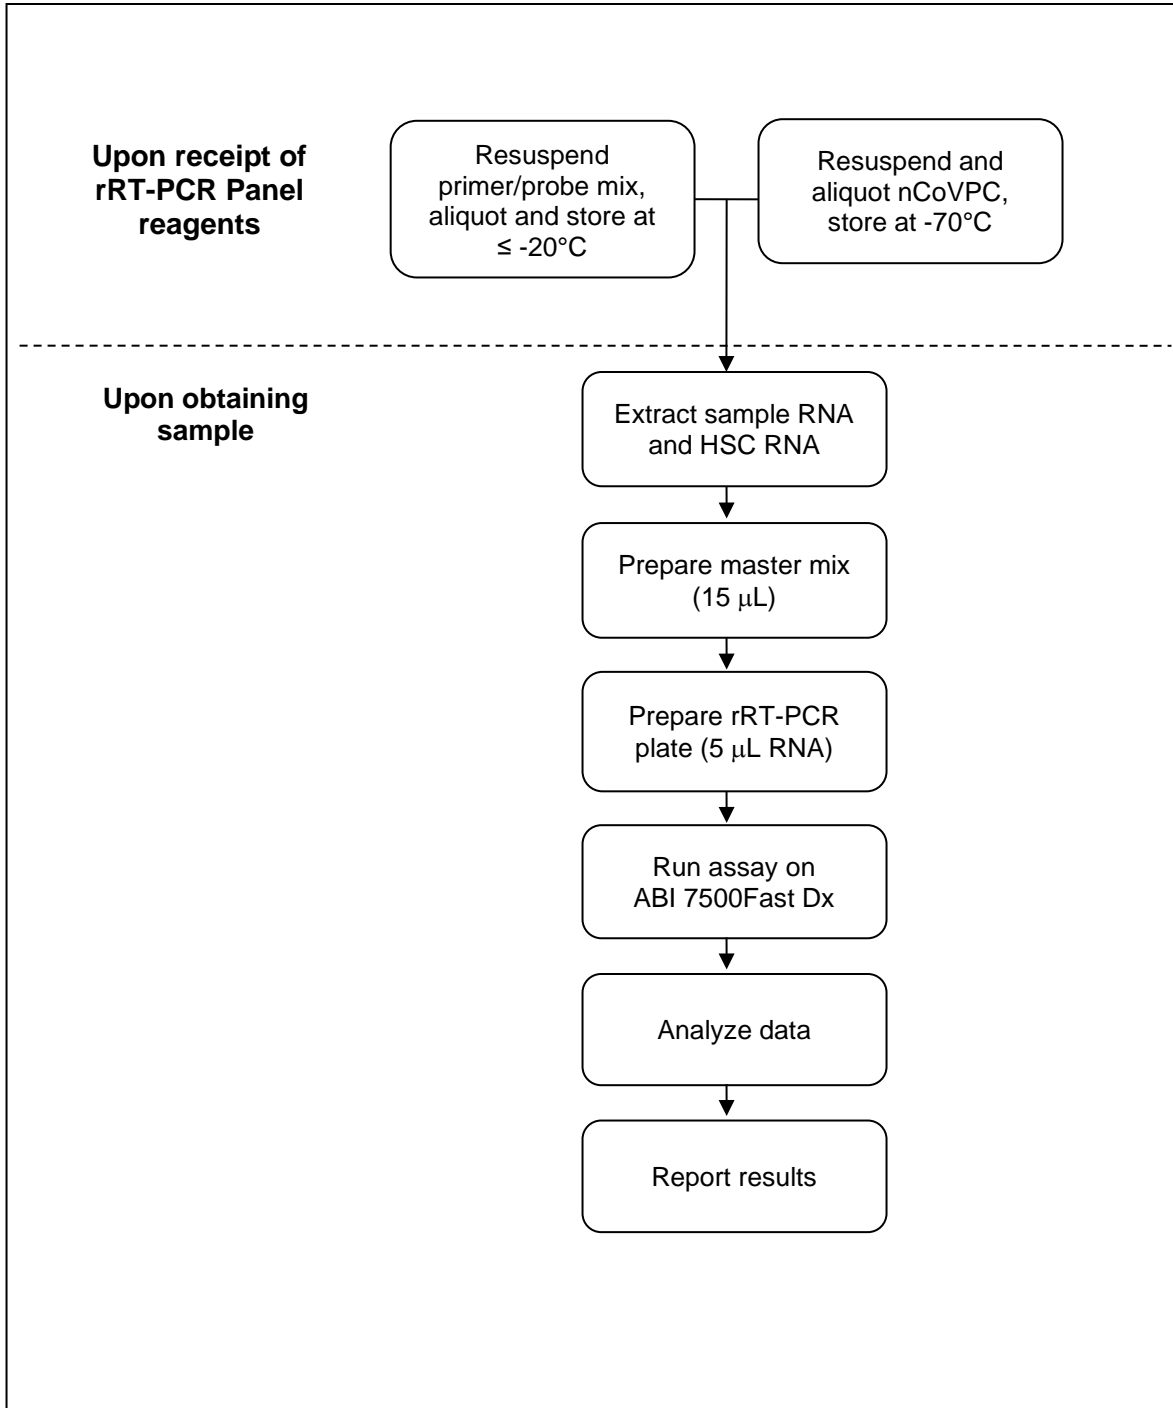 Upon receipt of
rRT-PCR Panel
reagents
Resuspend
primer/probe mix,
aliquot and store at
≤ -20°C
Resuspend and
aliquot nCoVPC,
store at -70°C
Upon obtaining
sample
Extract sample RNA
and HSC RNA
Prepare master mix
(15 μL)
Prepare rRT-PCR
plate (5 μL RNA)
Run assay on
ABI 7500Fast Dx
Analyze data
Report results